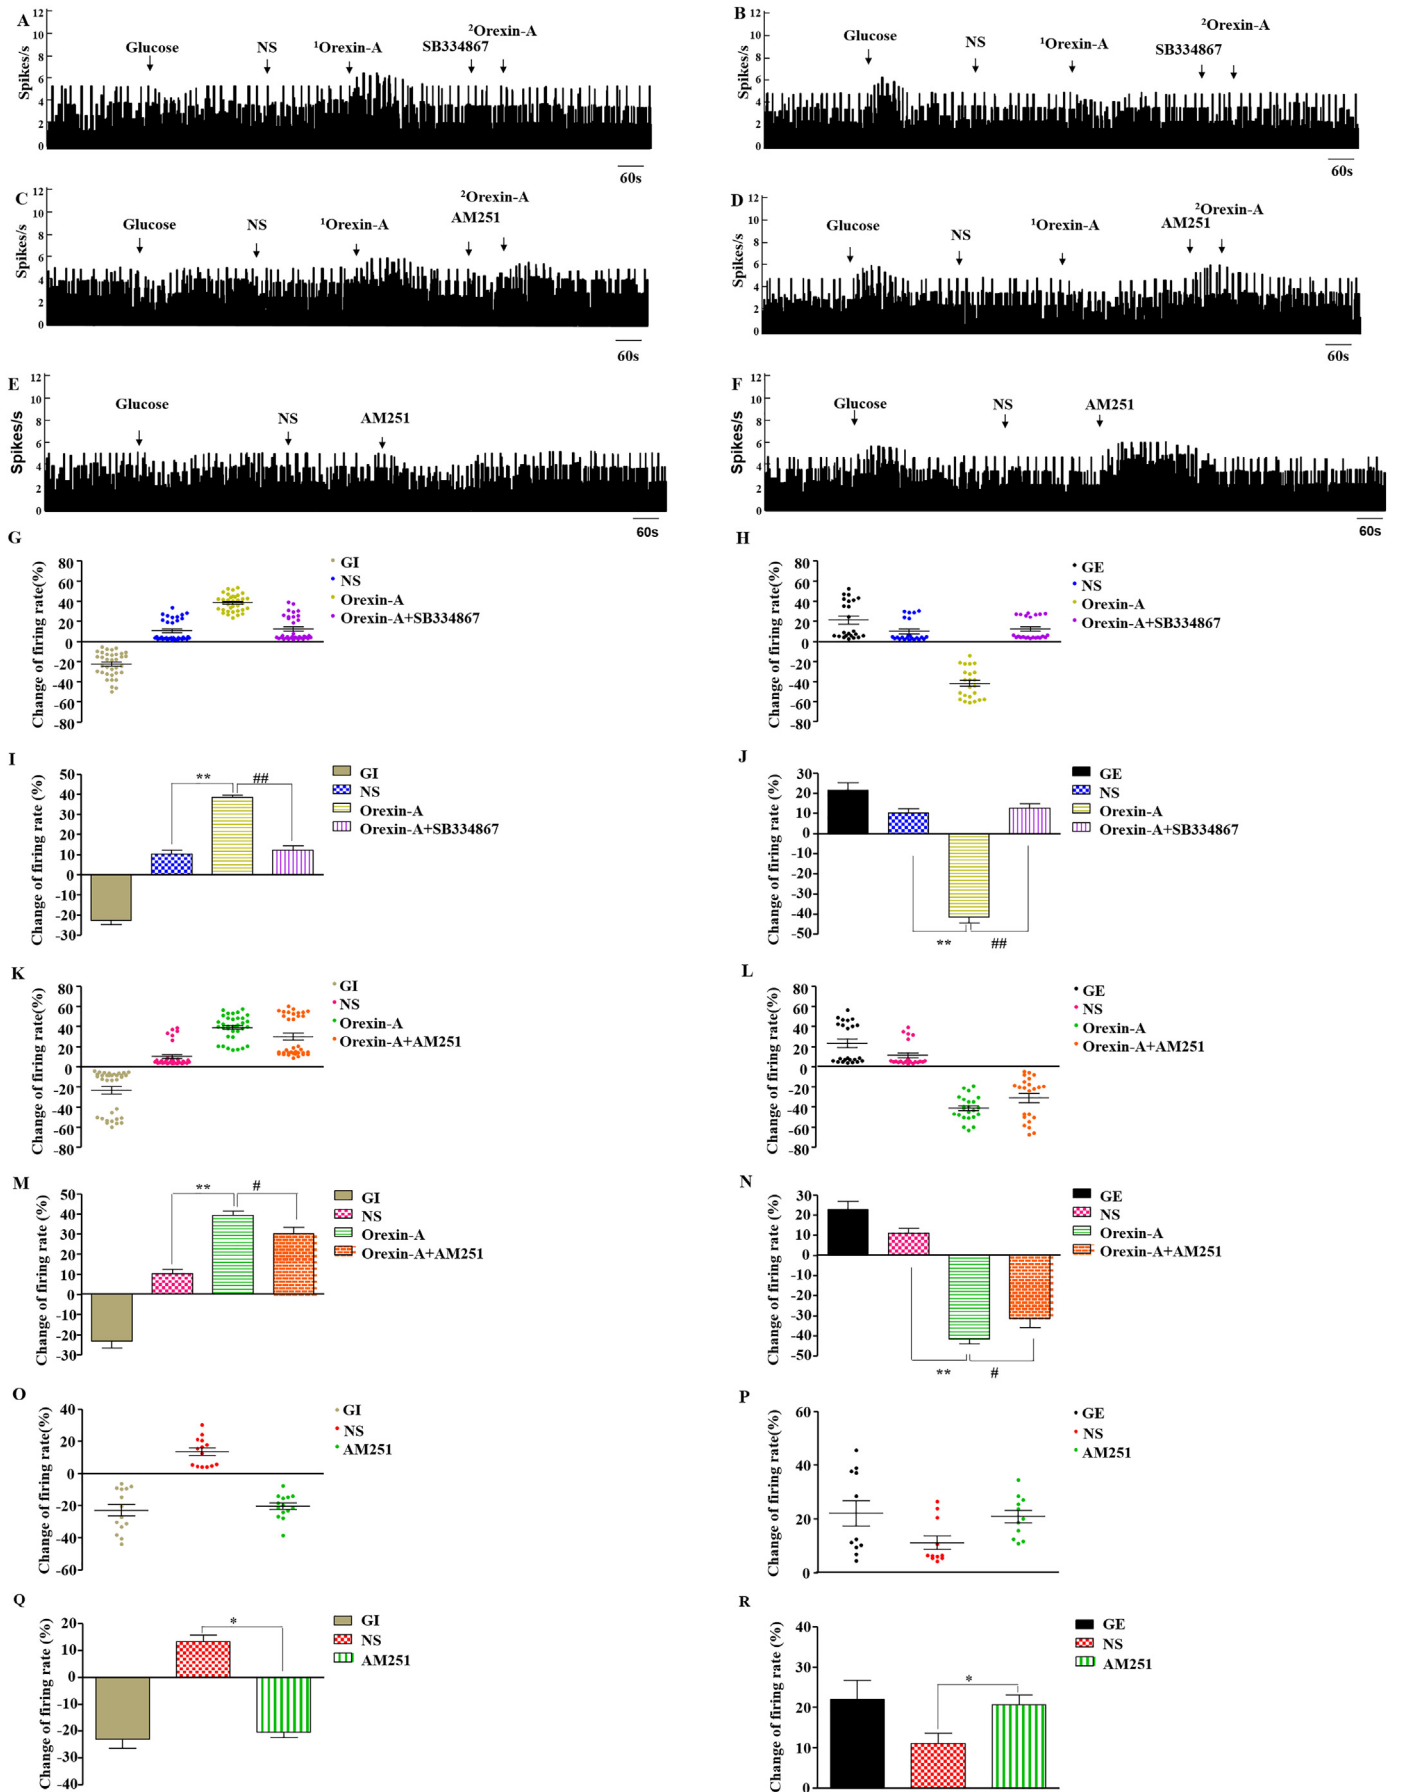 A
Spikes/s
12
10
8
6
4
2
0
Glucose
NS
¹Orexin-A
SB334867
²Orexin-A
60s
B
Spikes/s
12
10
8
6
4
2
0
Glucose
NS
¹Orexin-A
SB334867
²Orexin-A
60s
C
Spikes/s
12
10
8
6
4
2
0
Glucose
NS
¹Orexin-A
²Orexin-A
AM251
60s
D
Spikes/s
12
10
8
6
4
2
0
Glucose
NS
¹Orexin-A
²Orexin-A
AM251
60s
E
Spikes/s
12
10
8
6
4
2
0
Glucose
NS
AM251
60s
F
Spikes/s
12
10
8
6
4
2
0
Glucose
NS
AM251
60s
G
Change of firing rate(%)
80
60
40
20
0
-20
-40
-60
-80
GI
NS
Orexin-A
Orexin-A+SB334867
H
Change of firing rate(%)
80
60
40
20
0
-20
-40
-60
-80
GE
NS
Orexin-A
Orexin-A+SB334867
I
Change of firing rate (%)
50
40
30
20
10
0
-10
-20
-30
**
##
GI
NS
Orexin-A
Orexin-A+SB334867
J
Change of firing rate (%)
30
20
10
0
-10
-20
-30
-40
-50
**
##
GE
NS
Orexin-A
Orexin-A+SB334867
K
Change of firing rate(%)
80
60
40
20
0
-20
-40
-60
-80
GI
NS
Orexin-A
Orexin-A+AM251
L
Change of firing rate(%)
80
60
40
20
0
-20
-40
-60
-80
GE
NS
Orexin-A
Orexin-A+AM251
M
Change of firing rate (%)
50
40
30
20
10
0
-10
-20
-30
**
#
GI
NS
Orexin-A
Orexin-A+AM251
N
Change of firing rate (%)
30
20
10
0
-10
-20
-30
-40
-50
**
#
GE
NS
Orexin-A
Orexin-A+AM251
O
Change of firing rate(%)
40
20
0
-20
-40
-60
GI
NS
AM251
P
Change of firing rate(%)
60
40
20
0
GE
NS
AM251
Q
Change of firing rate (%)
20
10
0
-10
-20
-30
-40
*
GI
NS
AM251
R
Change of firing rate (%)
40
30
20
10
0
*
GE
NS
AM251